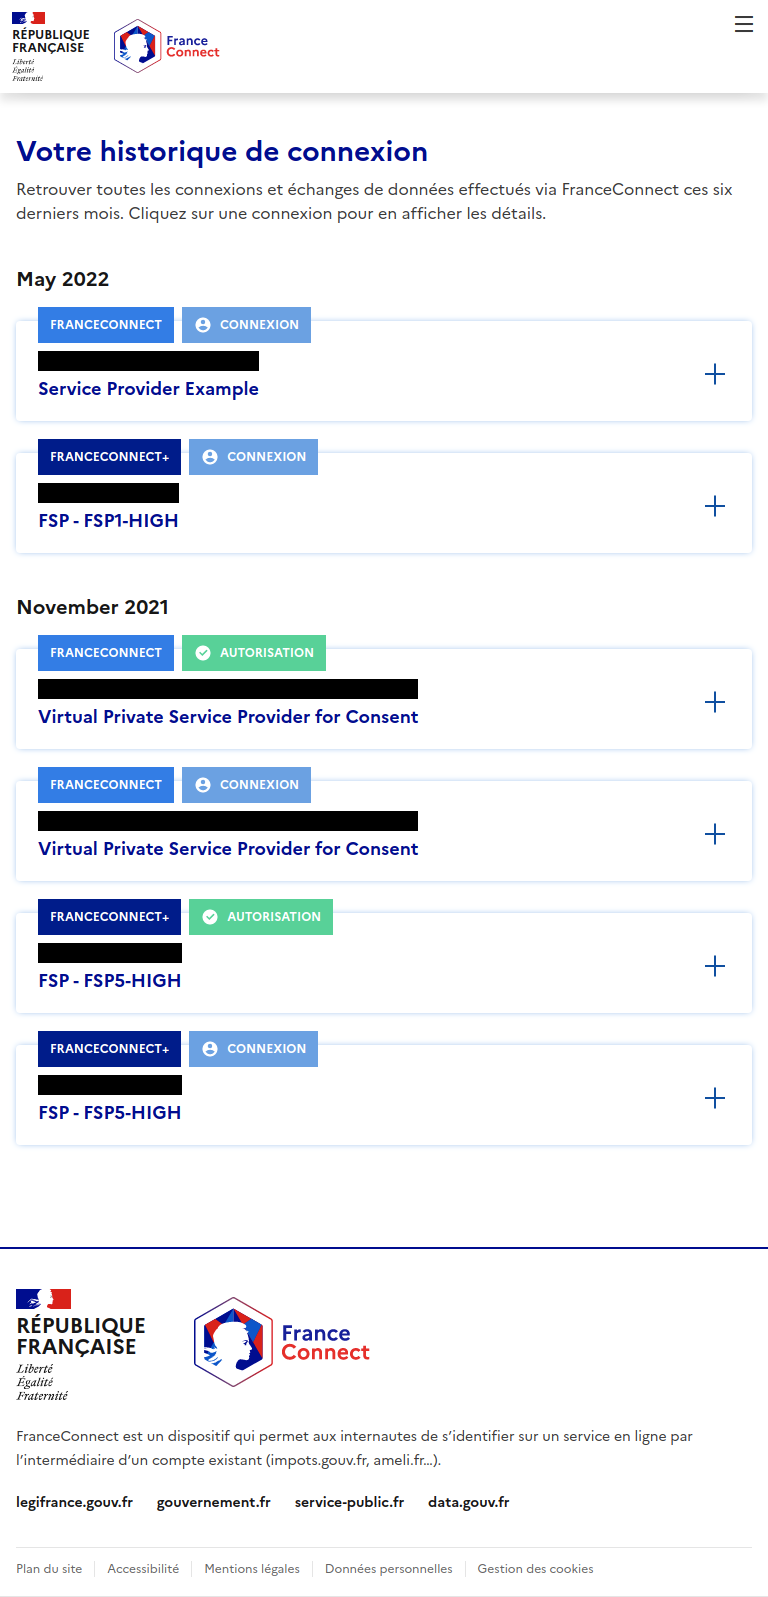 RÉPUBLIQUE
FRANÇAISE
Liberté
Égalité
Fraternité
France
Connect
Votre historique de connexion
Retrouver toutes les connexions et échanges de données effectués via FranceConnect ces six
derniers mois. Cliquez sur une connexion pour en afficher les détails.
May 2022
FRANCECONNECT CONNEXION
Service Provider Example
FRANCECONNECT+ CONNEXION
FSP - FSP1-HIGH
November 2021
FRANCECONNECT AUTORISATION
Virtual Private Service Provider for Consent
FRANCECONNECT CONNEXION
Virtual Private Service Provider for Consent
FRANCECONNECT+ AUTORISATION
FSP - FSP5-HIGH
FRANCECONNECT+ CONNEXION
FSP - FSP5-HIGH
RÉPUBLIQUE
FRANÇAISE
Liberté
Égalité
Fraternité
France
Connect
FranceConnect est un dispositif qui permet aux internautes de s’identifier sur un service en ligne par
l’intermédiaire d’un compte existant (impots.gouv.fr, ameli.fr…).
legifrance.gouv.fr gouvernement.fr service-public.fr data.gouv.fr
Plan du site Accessibilité Mentions légales Données personnelles Gestion des cookies